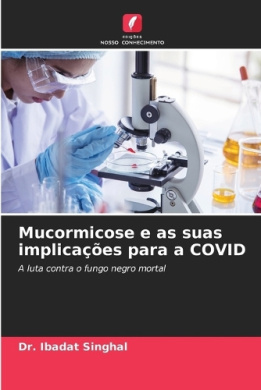 edições
NOSSO CONHECIMENTO
Mucormicose e as suas
implicações para a COVID
A luta contra o fungo negro mortal
Dr. Ibadat Singhal